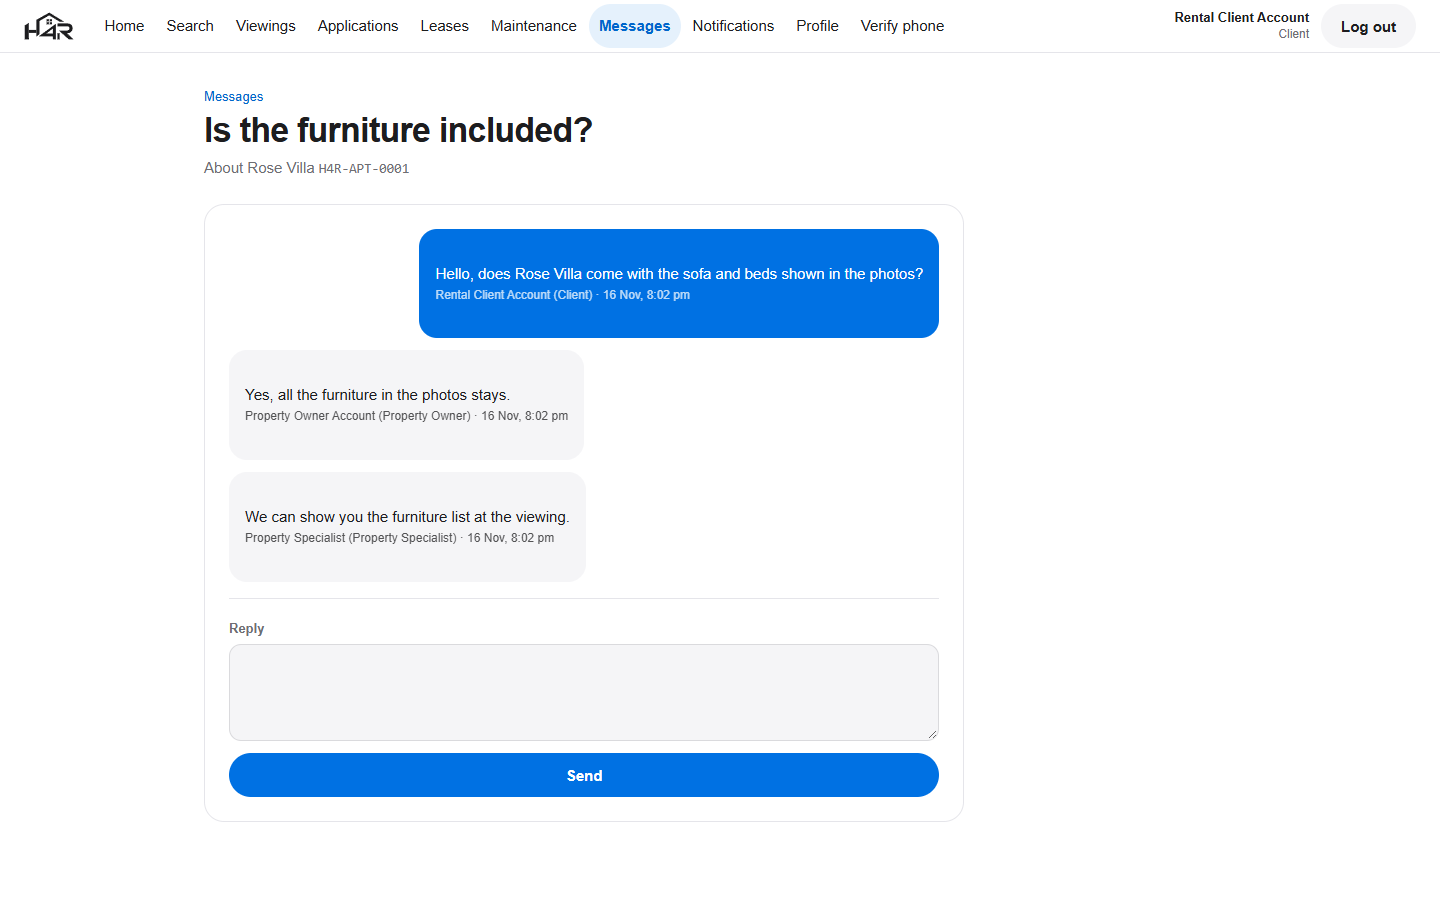 H4R
Home
Search
Viewings
Applications
Leases
Maintenance
Messages
Notifications
Profile
Verify phone
Rental Client Account
Client
Log out
Messages
Is the furniture included?
About Rose Villa H4R-APT-0001
Hello, does Rose Villa come with the sofa and beds shown in the photos?
Rental Client Account (Client) · 16 Nov, 8:02 pm
Yes, all the furniture in the photos stays.
Property Owner Account (Property Owner) · 16 Nov, 8:02 pm
We can show you the furniture list at the viewing.
Property Specialist (Property Specialist) · 16 Nov, 8:02 pm
Reply
Send